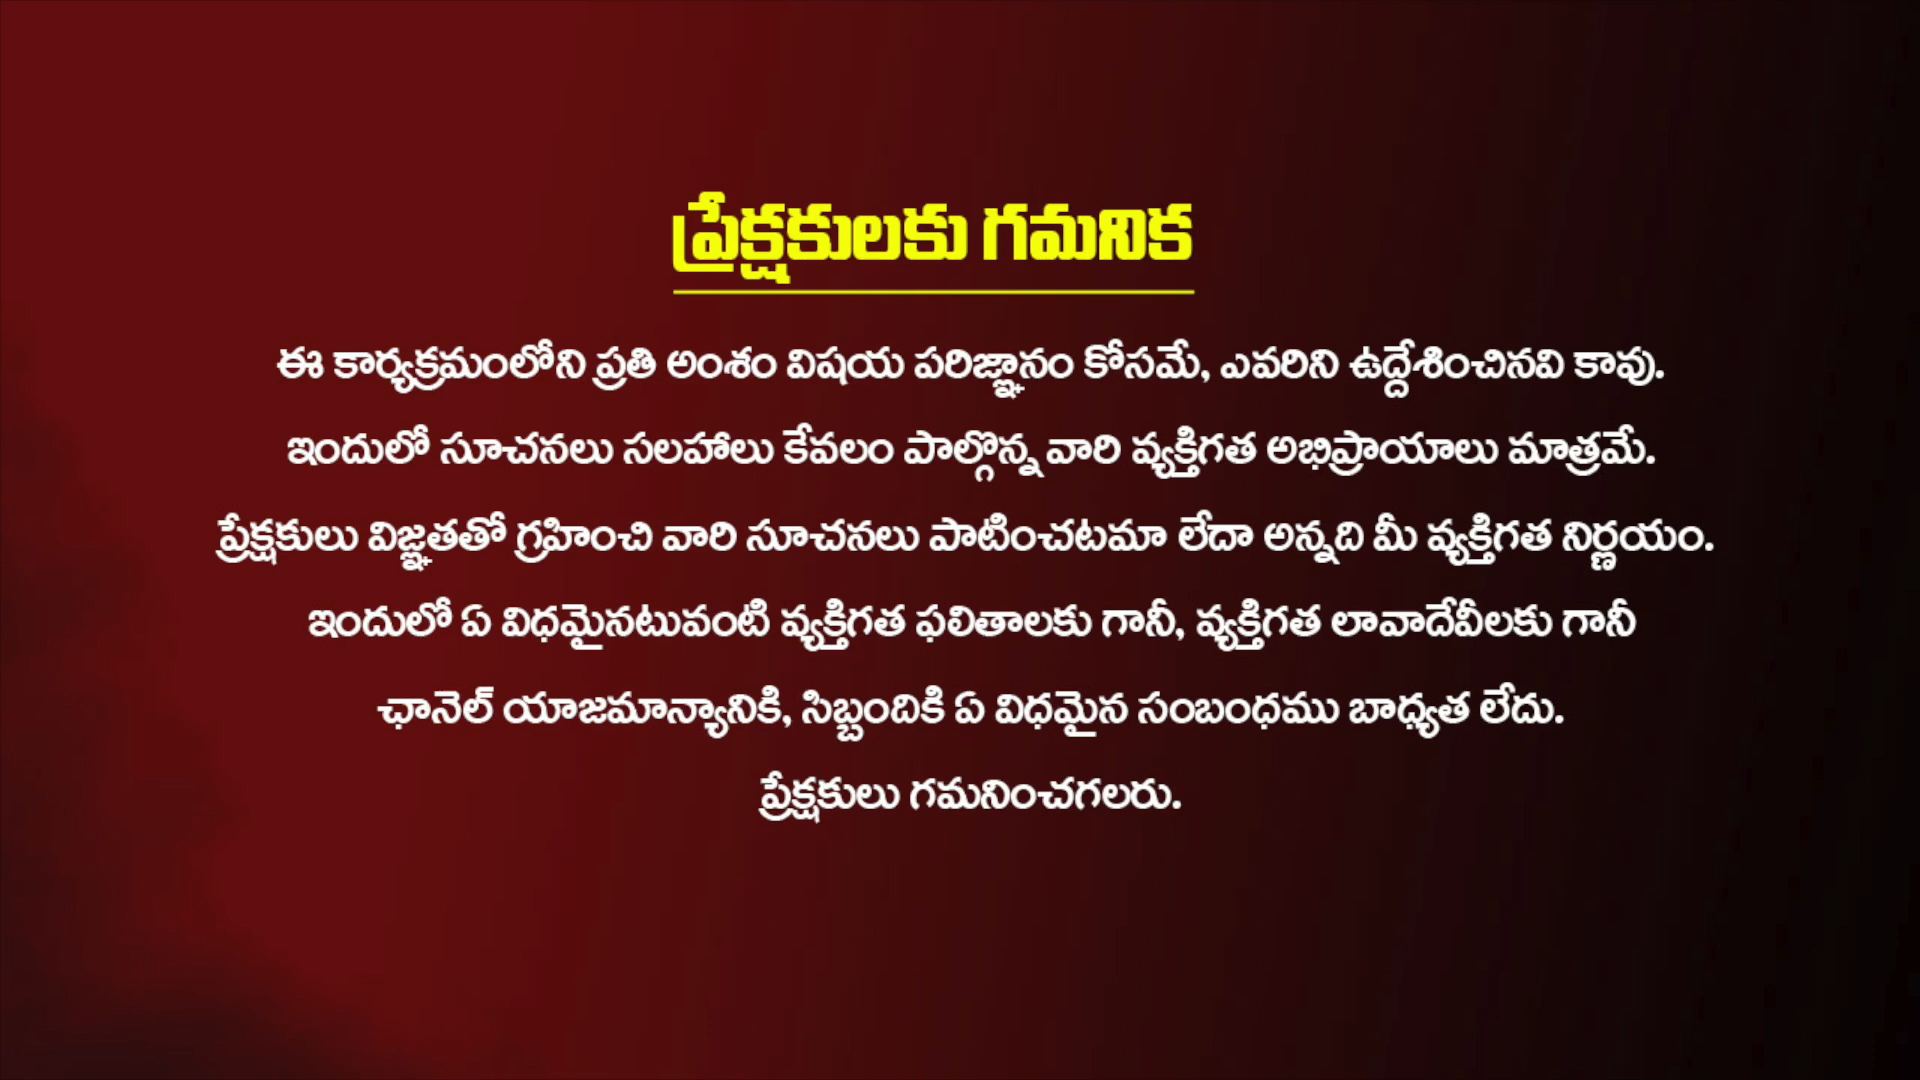 ప్రేక్షకులకు గమనిక
ఈ కార్యక్రమంలోని ప్రతి అంశం విషయ పరిజ్ఞానం కోసమే, ఎవరిని ఉద్దేశించినవి కావు.
ఇందులో సూచనలు సలహాలు కేవలం పాల్గొన్న వారి వ్యక్తిగత అభిప్రాయాలు మాత్రమే.
ప్రేక్షకులు విజ్ఞతతో గ్రహించి వారి సూచనలు పాటించటమా లేదా అన్నది మీ వ్యక్తిగత నిర్ణయం.
ఇందులో ఏ విధమైనటువంటి వ్యక్తిగత ఫలితాలకు గానీ, వ్యక్తిగత లావాదేవీలకు గానీ
ఛానెల్ యాజమాన్యానికి, సిబ్బందికి ఏ విధమైన సంబంధము బాధ్యత లేదు.
ప్రేక్షకులు గమనించగలరు.